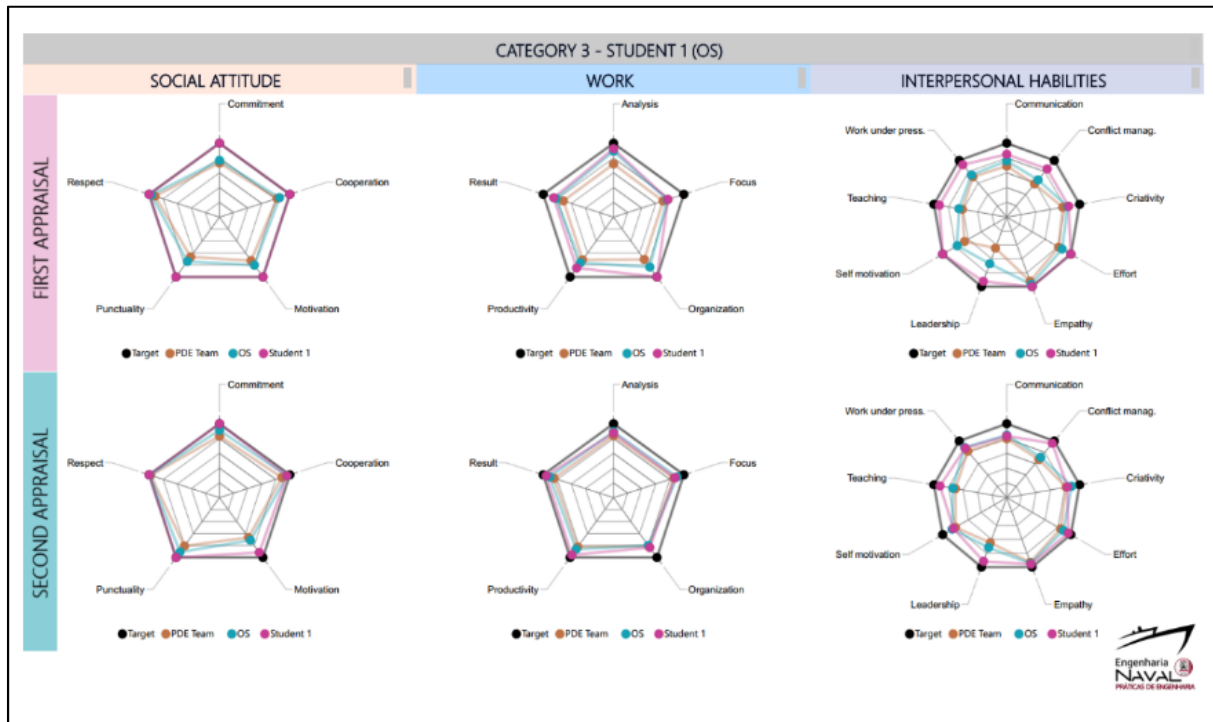 CATEGORY 3 - STUDENT 1 (OS)
SOCIAL ATTITUDE
WORK
INTERPERSONAL HABILITIES
FIRST APPRAISAL
Commitment
Cooperation
Motivation
Punctuality
Respect
Target PDE Team OS Student 1
Analysis
Focus
Organization
Productivity
Result
Target PDE Team OS Student 1
Communication
Conflict manag.
Criativity
Effort
Empathy
Leadership
Self motivation
Teaching
Work under press.
Target PDE Team OS Student 1
SECOND APPRAISAL
Commitment
Cooperation
Motivation
Punctuality
Respect
Target PDE Team OS Student 1
Analysis
Focus
Organization
Productivity
Result
Target PDE Team OS Student 1
Communication
Conflict manag.
Criativity
Effort
Empathy
Leadership
Self motivation
Teaching
Work under press.
Target PDE Team OS Student 1
Engenharia
NAVAL
PRÁTICAS DE ENGENHARIA